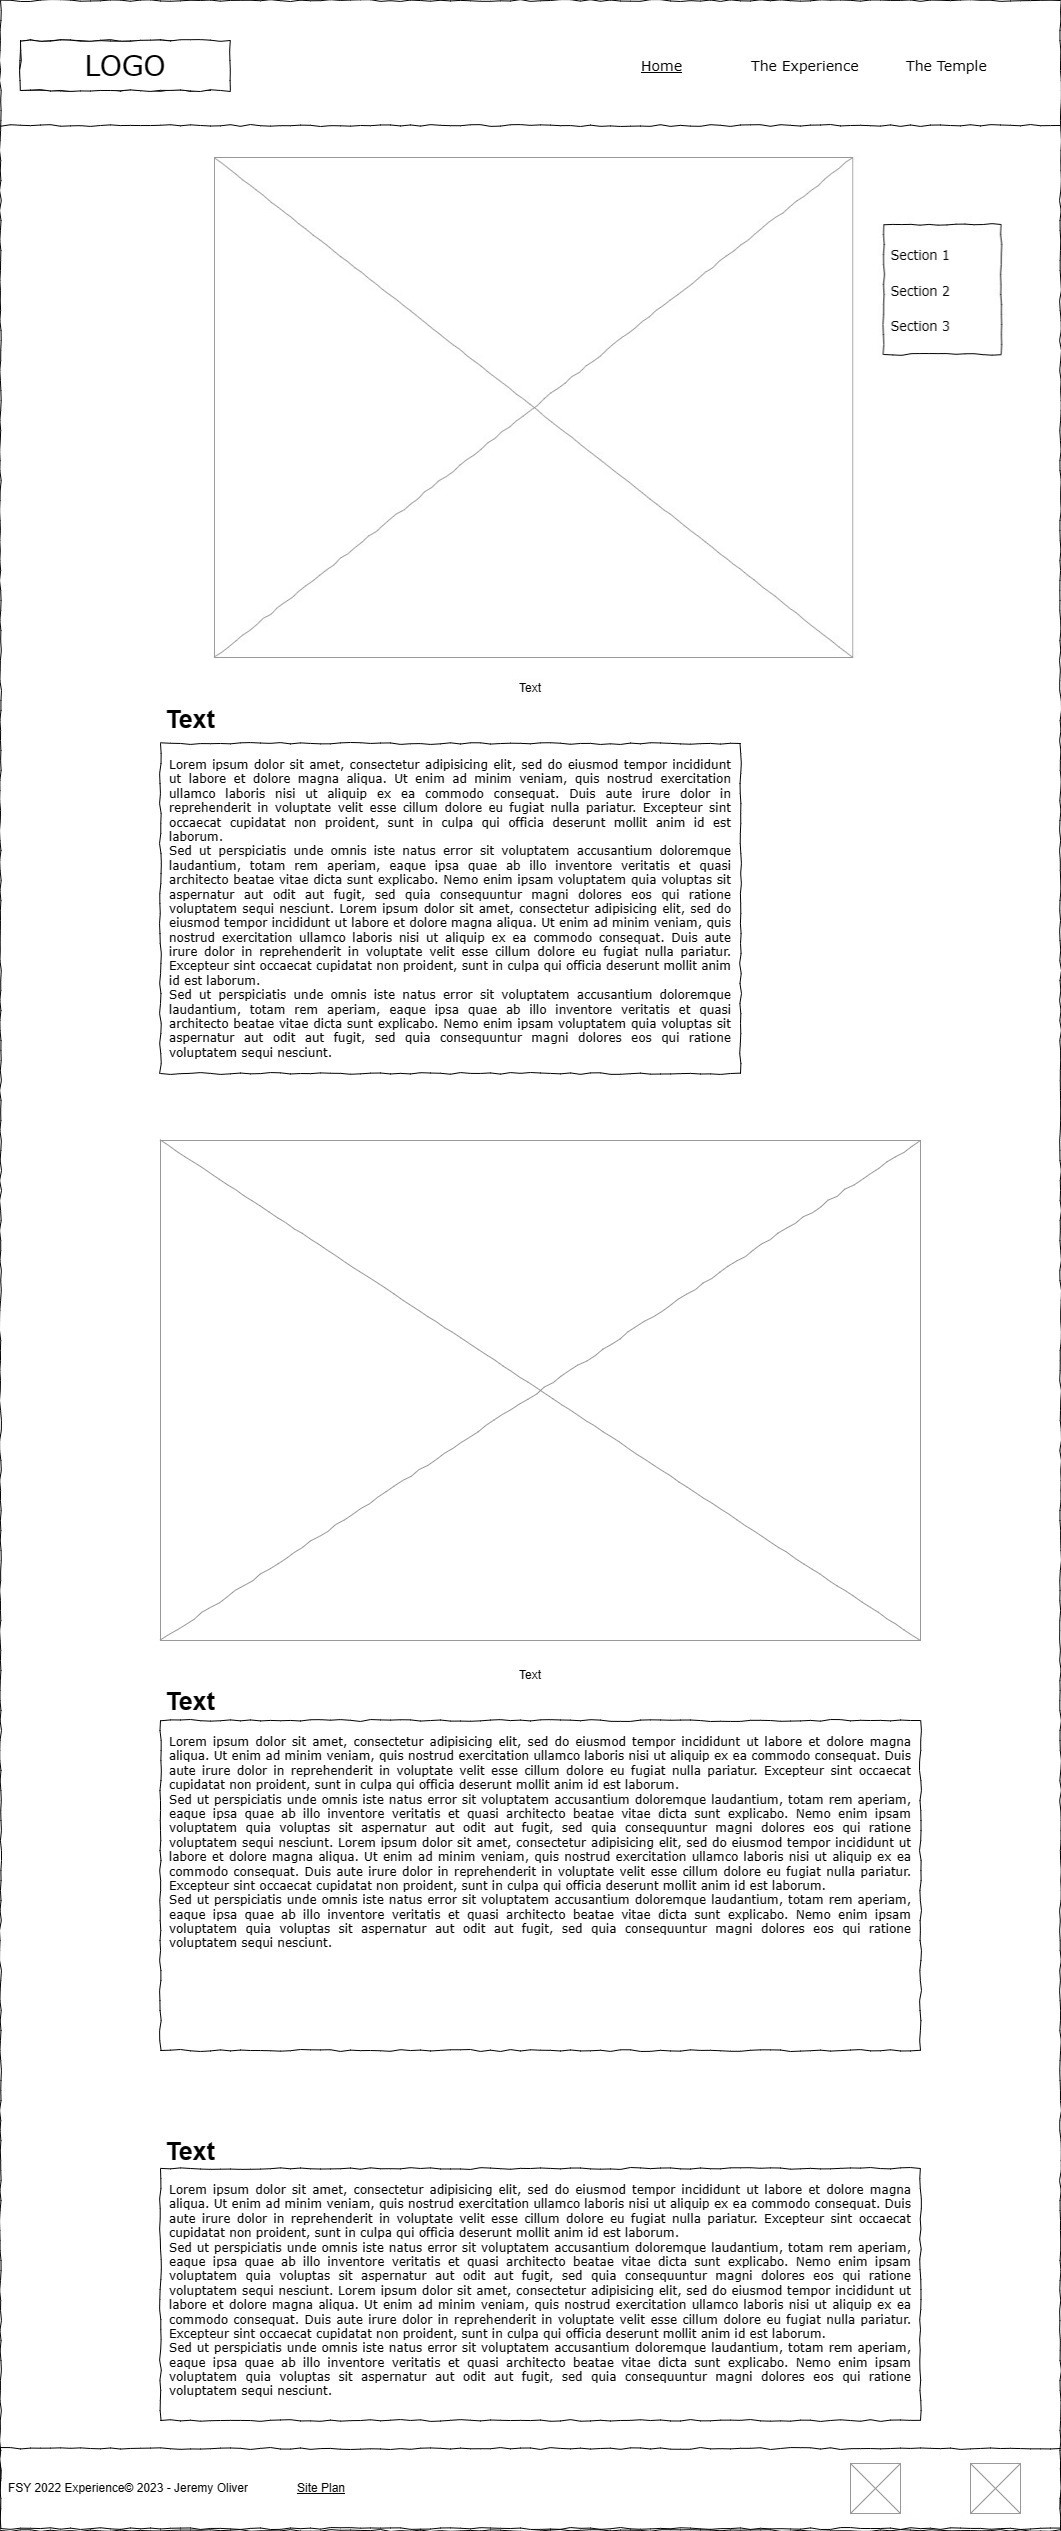 LOGO
Home
The Experience
The Temple
Section 1
Section 2
Section 3
Text
Text
Lorem ipsum dolor sit amet, consectetur adipisicing elit, sed do eiusmod tempor incididunt
ut labore et dolore magna aliqua. Ut enim ad minim veniam, quis nostrud exercitation
ullamco laboris nisi ut aliquip ex ea commodo consequat. Duis aute irure dolor in
reprehenderit in voluptate velit esse cillum dolore eu fugiat nulla pariatur. Excepteur sint
occaecat cupidatat non proident, sunt in culpa qui officia deserunt mollit anim id est
laborum.
Sed ut perspiciatis unde omnis iste natus error sit voluptatem accusantium doloremque
laudantium, totam rem aperiam, eaque ipsa quae ab illo inventore veritatis et quasi
architecto beatae vitae dicta sunt explicabo. Nemo enim ipsam voluptatem quia voluptas sit
aspernatur aut odit aut fugit, sed quia consequuntur magni dolores eos qui ratione
voluptatem sequi nesciunt. Lorem ipsum dolor sit amet, consectetur adipisicing elit, sed do
eiusmod tempor incididunt ut labore et dolore magna aliqua. Ut enim ad minim veniam, quis
nostrud exercitation ullamco laboris nisi ut aliquip ex ea commodo consequat. Duis aute
irure dolor in reprehenderit in voluptate velit esse cillum dolore eu fugiat nulla pariatur.
Excepteur sint occaecat cupidatat non proident, sunt in culpa qui officia deserunt mollit anim
id est laborum.
Sed ut perspiciatis unde omnis iste natus error sit voluptatem accusantium doloremque
laudantium, totam rem aperiam, eaque ipsa quae ab illo inventore veritatis et quasi
architecto beatae vitae dicta sunt explicabo. Nemo enim ipsam voluptatem quia voluptas sit
aspernatur aut odit aut fugit, sed quia consequuntur magni dolores eos qui ratione
voluptatem sequi nesciunt.
Text
Text
Lorem ipsum dolor sit amet, consectetur adipisicing elit, sed do eiusmod tempor incididunt ut labore et dolore magna
aliqua. Ut enim ad minim veniam, quis nostrud exercitation ullamco laboris nisi ut aliquip ex ea commodo consequat. Duis
aute irure dolor in reprehenderit in voluptate velit esse cillum dolore eu fugiat nulla pariatur. Excepteur sint occaecat
cupidatat non proident, sunt in culpa qui officia deserunt mollit anim id est laborum.
Sed ut perspiciatis unde omnis iste natus error sit voluptatem accusantium doloremque laudantium, totam rem aperiam,
eaque ipsa quae ab illo inventore veritatis et quasi architecto beatae vitae dicta sunt explicabo. Nemo enim ipsam
voluptatem quia voluptas sit aspernatur aut odit aut fugit, sed quia consequuntur magni dolores eos qui ratione
voluptatem sequi nesciunt. Lorem ipsum dolor sit amet, consectetur adipisicing elit, sed do eiusmod tempor incididunt ut
labore et dolore magna aliqua. Ut enim ad minim veniam, quis nostrud exercitation ullamco laboris nisi ut aliquip ex ea
commodo consequat. Duis aute irure dolor in reprehenderit in voluptate velit esse cillum dolore eu fugiat nulla pariatur.
Excepteur sint occaecat cupidatat non proident, sunt in culpa qui officia deserunt mollit anim id est laborum.
Sed ut perspiciatis unde omnis iste natus error sit voluptatem accusantium doloremque laudantium, totam rem aperiam,
eaque ipsa quae ab illo inventore veritatis et quasi architecto beatae vitae dicta sunt explicabo. Nemo enim ipsam
voluptatem quia voluptas sit aspernatur aut odit aut fugit, sed quia consequuntur magni dolores eos qui ratione
voluptatem sequi nesciunt.
Text
Lorem ipsum dolor sit amet, consectetur adipisicing elit, sed do eiusmod tempor incididunt ut labore et dolore magna
aliqua. Ut enim ad minim veniam, quis nostrud exercitation ullamco laboris nisi ut aliquip ex ea commodo consequat. Duis
aute irure dolor in reprehenderit in voluptate velit esse cillum dolore eu fugiat nulla pariatur. Excepteur sint occaecat
cupidatat non proident, sunt in culpa qui officia deserunt mollit anim id est laborum.
Sed ut perspiciatis unde omnis iste natus error sit voluptatem accusantium doloremque laudantium, totam rem aperiam,
eaque ipsa quae ab illo inventore veritatis et quasi architecto beatae vitae dicta sunt explicabo. Nemo enim ipsam
voluptatem quia voluptas sit aspernatur aut odit aut fugit, sed quia consequuntur magni dolores eos qui ratione
voluptatem sequi nesciunt. Lorem ipsum dolor sit amet, consectetur adipisicing elit, sed do eiusmod tempor incididunt ut
labore et dolore magna aliqua. Ut enim ad minim veniam, quis nostrud exercitation ullamco laboris nisi ut aliquip ex ea
commodo consequat. Duis aute irure dolor in reprehenderit in voluptate velit esse cillum dolore eu fugiat nulla pariatur.
Excepteur sint occaecat cupidatat non proident, sunt in culpa qui officia deserunt mollit anim id est laborum.
Sed ut perspiciatis unde omnis iste natus error sit voluptatem accusantium doloremque laudantium, totam rem aperiam,
eaque ipsa quae ab illo inventore veritatis et quasi architecto beatae vitae dicta sunt explicabo. Nemo enim ipsam
voluptatem quia voluptas sit aspernatur aut odit aut fugit, sed quia consequuntur magni dolores eos qui ratione
voluptatem sequi nesciunt.
FSY 2022 Experience© 2023 - Jeremy Oliver
Site Plan